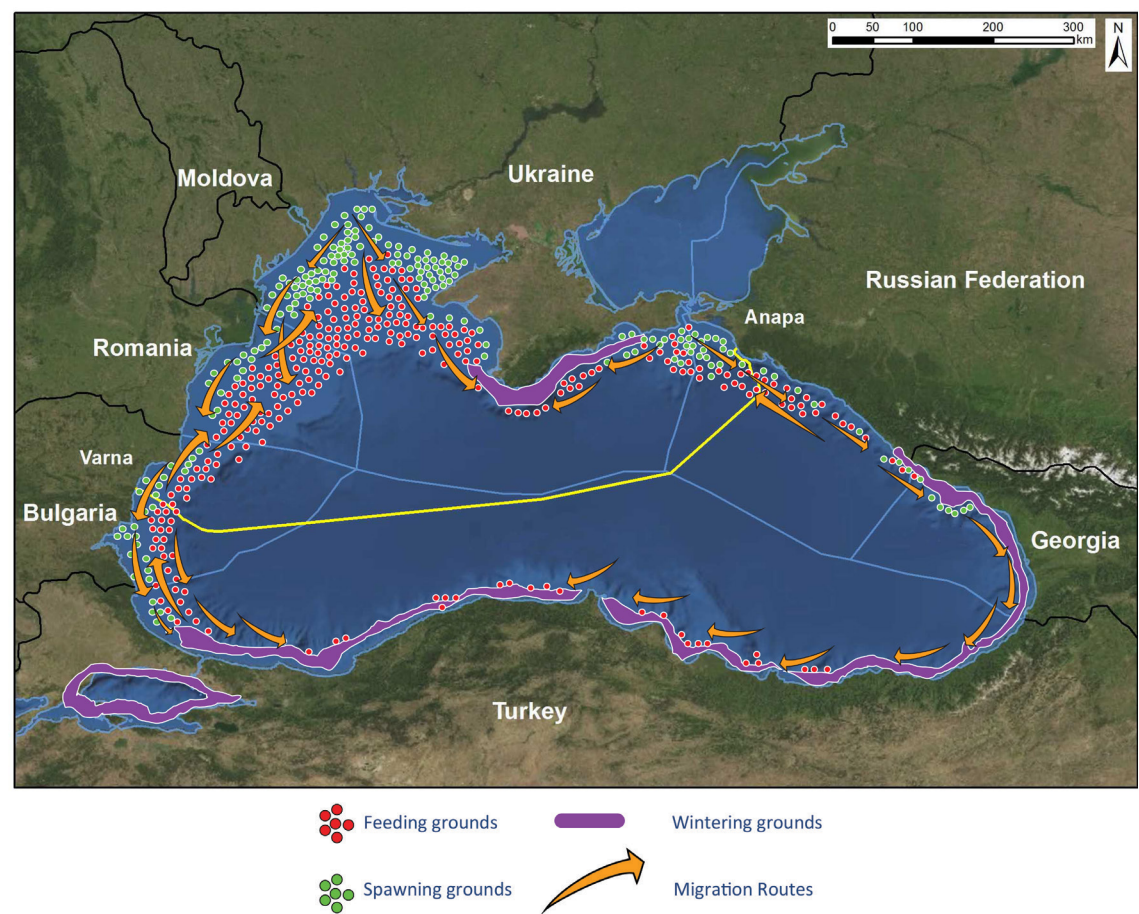 0 50 100 200 300
km
N
Moldova
Ukraine
Russian Federation
Anapa
Romania
Varna
Bulgaria
Georgia
Turkey
Feeding grounds
Wintering grounds
Spawning grounds
Migration Routes